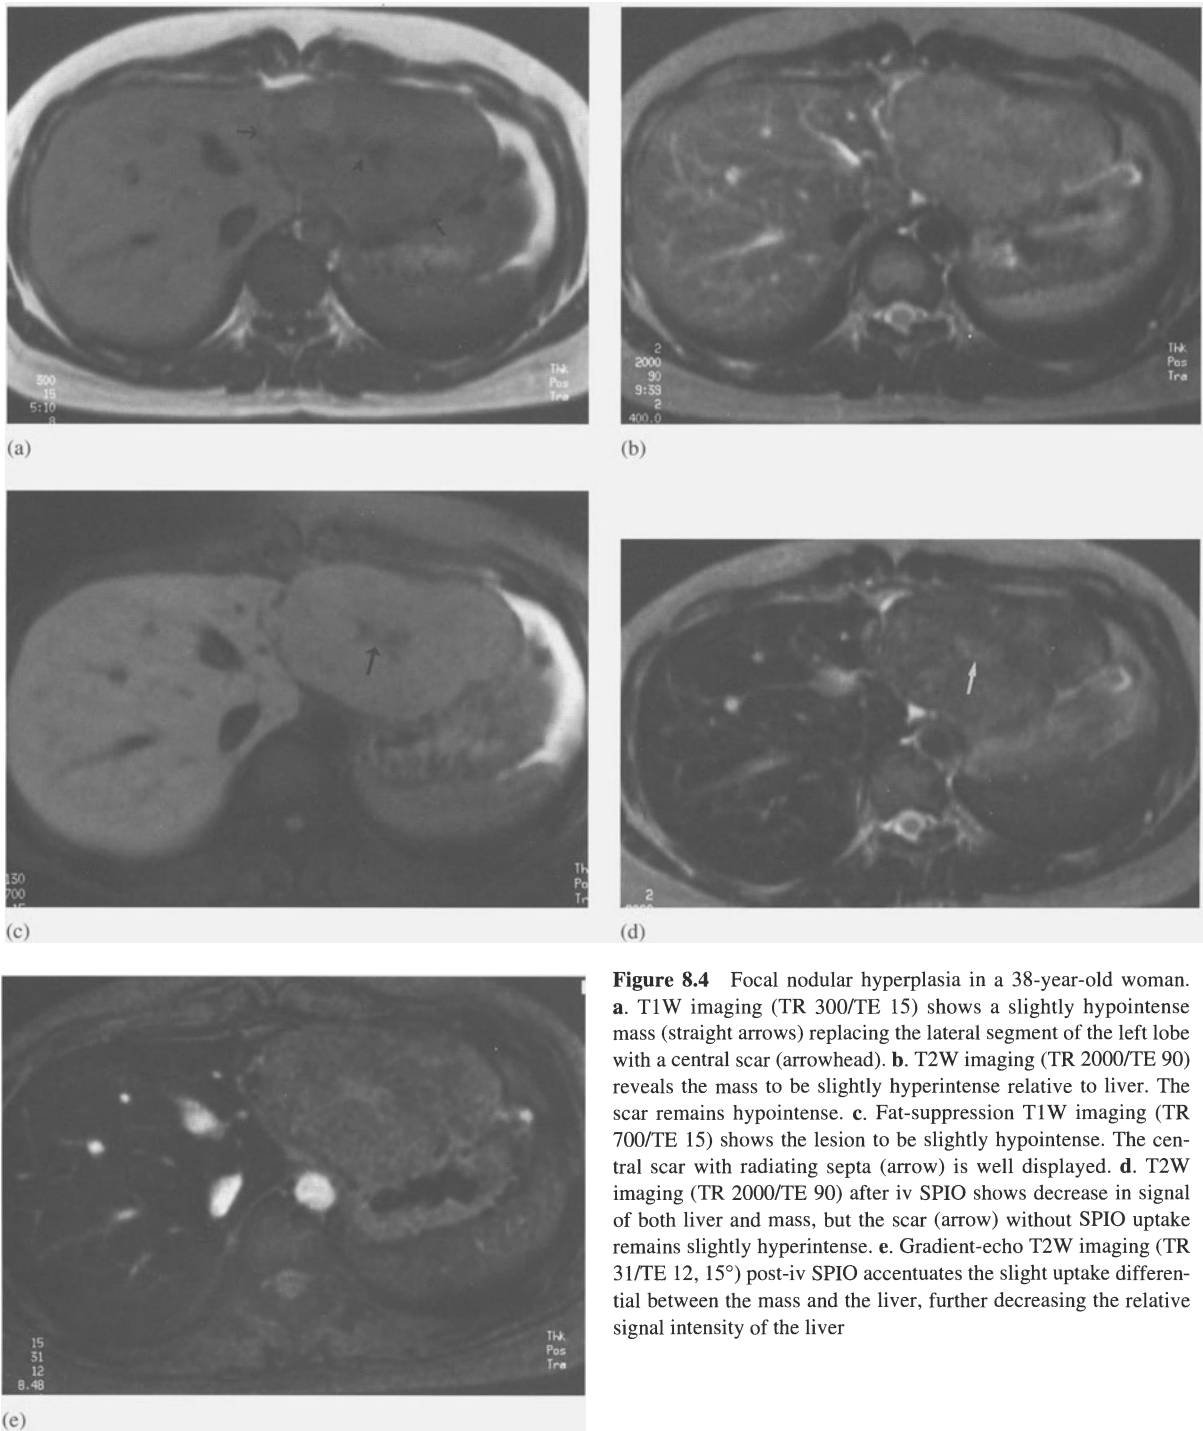 300
15
5:10
8
Thk
Pos
Tra
(a)
2
2000
90
9:39
2
400.0
Thk
Pos
Tra
(b)
130
700
15
Th
Po
Tr
(c)
2
(d)
15
31
12
8.48
Thk
Pos
Tra
(e)
Figure 8.4 Focal nodular hyperplasia in a 38-year-old woman.
a. T1W imaging (TR 300/TE 15) shows a slightly hypointense
mass (straight arrows) replacing the lateral segment of the left lobe
with a central scar (arrowhead). b. T2W imaging (TR 2000/TE 90)
reveals the mass to be slightly hyperintense relative to liver. The
scar remains hypointense. c. Fat-suppression T1W imaging (TR
700/TE 15) shows the lesion to be slightly hypointense. The cen-
tral scar with radiating septa (arrow) is well displayed. d. T2W
imaging (TR 2000/TE 90) after iv SPIO shows decrease in signal
of both liver and mass, but the scar (arrow) without SPIO uptake
remains slightly hyperintense. e. Gradient-echo T2W imaging (TR
31/TE 12, 15°) post-iv SPIO accentuates the slight uptake differen-
tial between the mass and the liver, further decreasing the relative
signal intensity of the liver